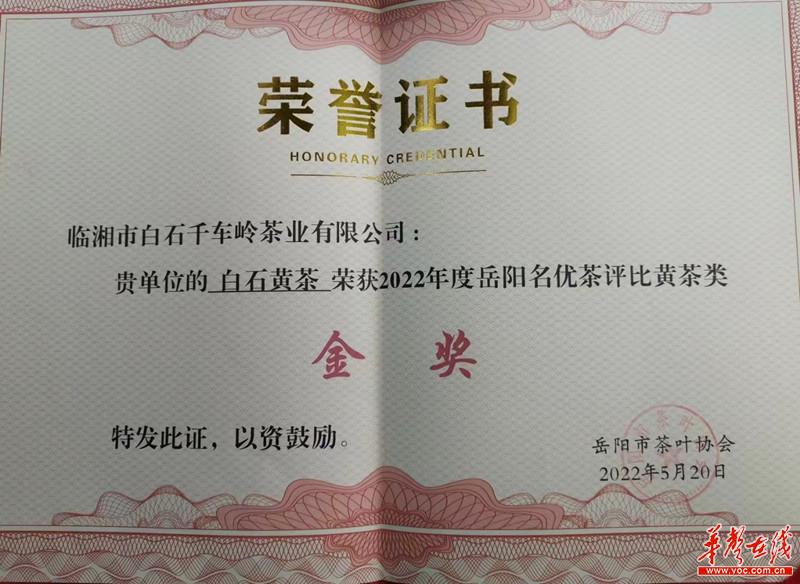 荣誉证书
HONORARY CREDENTIAL
临湘市白石千车岭茶业有限公司：
贵单位的 白石黄茶 荣获2022年度岳阳名优茶评比黄茶类
金奖
特发此证，以资鼓励。
岳阳市茶叶协会
2022年5月20日
华声在线
www.voc.com.cn